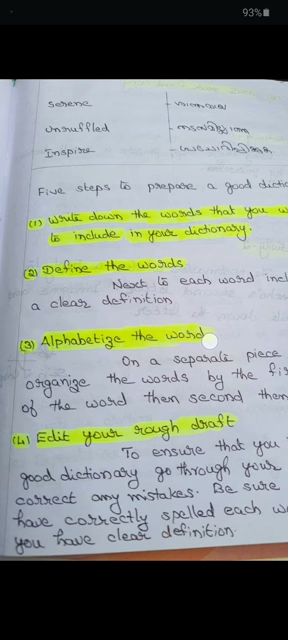 93%
Serene - ശാന്തമായ
Unruffled
Inspire
Five steps to prepare a good dictio
(1) Write down the words that you w
to include in your dictionary.
(2) Define the words
Next to each word incl
a clear definition
(3) Alphabetize the word
On a separate piece
organize the words by the fir
of the word then second then
(4) Edit your rough draft
To ensure that you
good dictionary go through your
correct any mistakes. Be sure
have correctly spelled each w
you have clear definition.